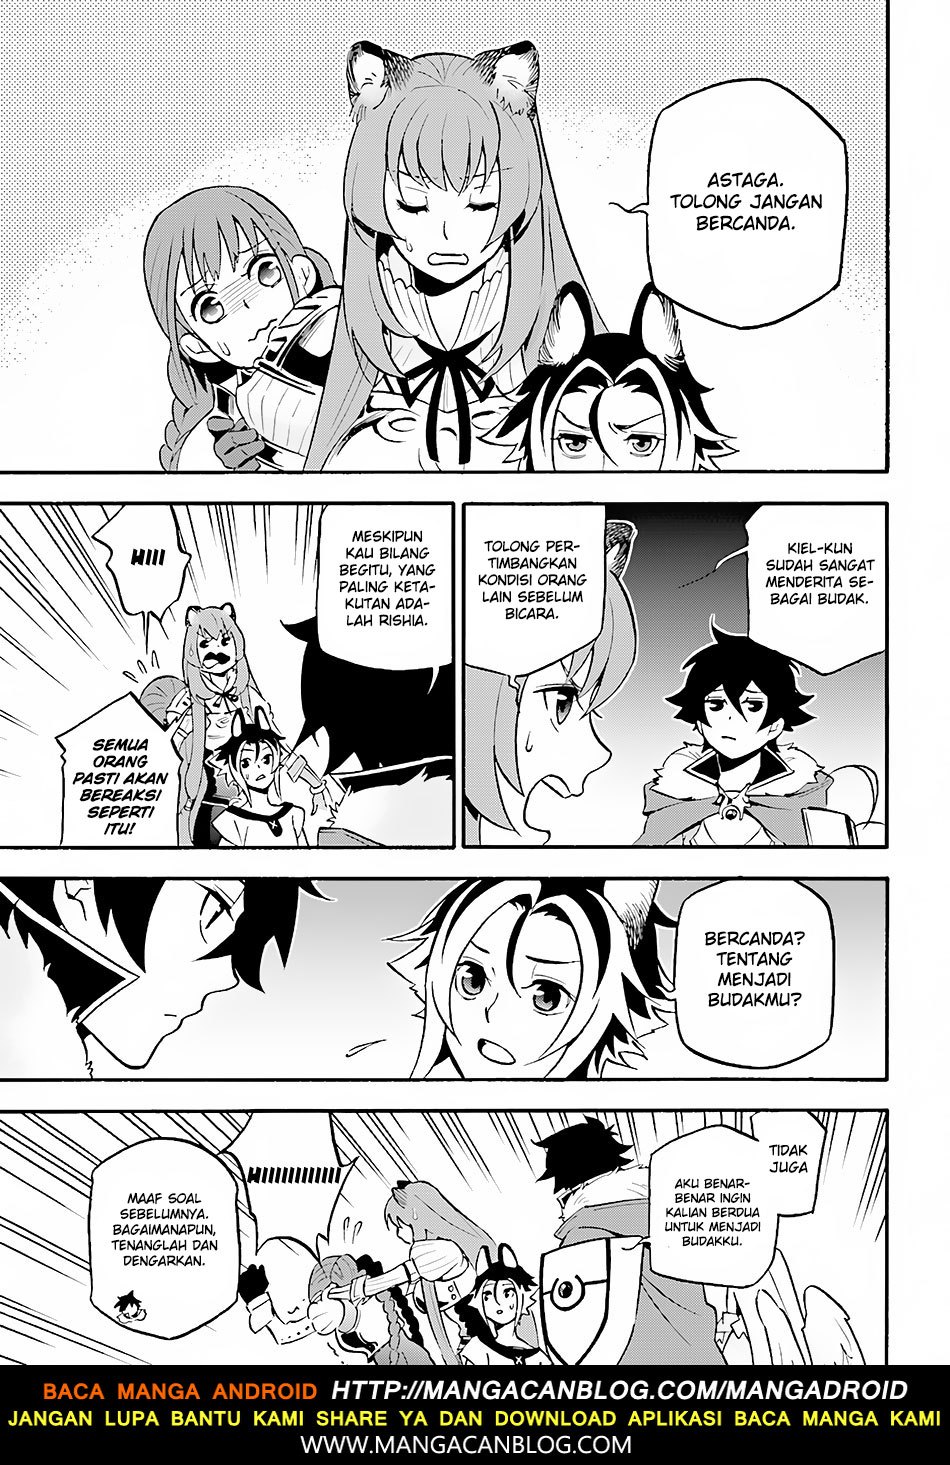 ASTAGA.
TOLONG JANGAN
BERCANDA.
KIEL-KUN
SUDAH SANGAT
MENDERITA SE-
BAGAI BUDAK.
TOLONG PER-
TIMBANGKAN
KONDISI ORANG
LAIN SEBELUM
BICARA.
MESKIPUN
KAU BILANG
BEGITU, YANG
PALING KETA-
KUTAN ADA-
LAH RISHIA.
HIII
SEMUA
ORANG
PASTI AKAN
BEREAKSI
SEPERTI
ITU!
BERCANDA?
TENTANG
MENJADI
BUDAKMU?
TIDAK
JUGA
AKU BENAR-
BENAR INGIN
KALIAN BERDUA
UNTUK MENJADI
BUDAKKU.
MAAF SOAL
SEBELUMNYA.
BAGAIMANAPUN,
TENANGLAH DAN
DENGARKAN.
BACA MANGA ANDROID HTTP://MANGACANBLOG.COM/MANGADROID
JANGAN LUPA BANTU KAMI SHARE YA DAN DOWNLOAD APLIKASI BACA MANGA KAMI
WWW.MANGACANBLOG.COM